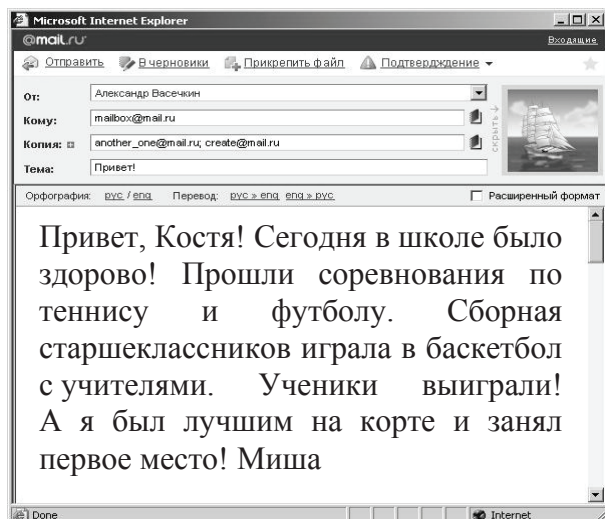 Microsoft Internet Explorer
@mail.ru
Входящие
Отправить В черновики Прикрепить файл Подтверждение
От: Александр Васечкин
Кому: mailbox@mail.ru
Копия: another_one@mail.ru; create@mail.ru
скрыть
Тема: Привет!
Орфография: рус / eng Перевод: рус » eng eng » рус Расширенный формат
Привет, Костя! Сегодня в школе было
здорово! Прошли соревнования по
теннису и футболу. Сборная
старшеклассников играла в баскетбол
с учителями. Ученики выиграли!
А я был лучшим на корте и занял
первое место! Миша
Done Internet